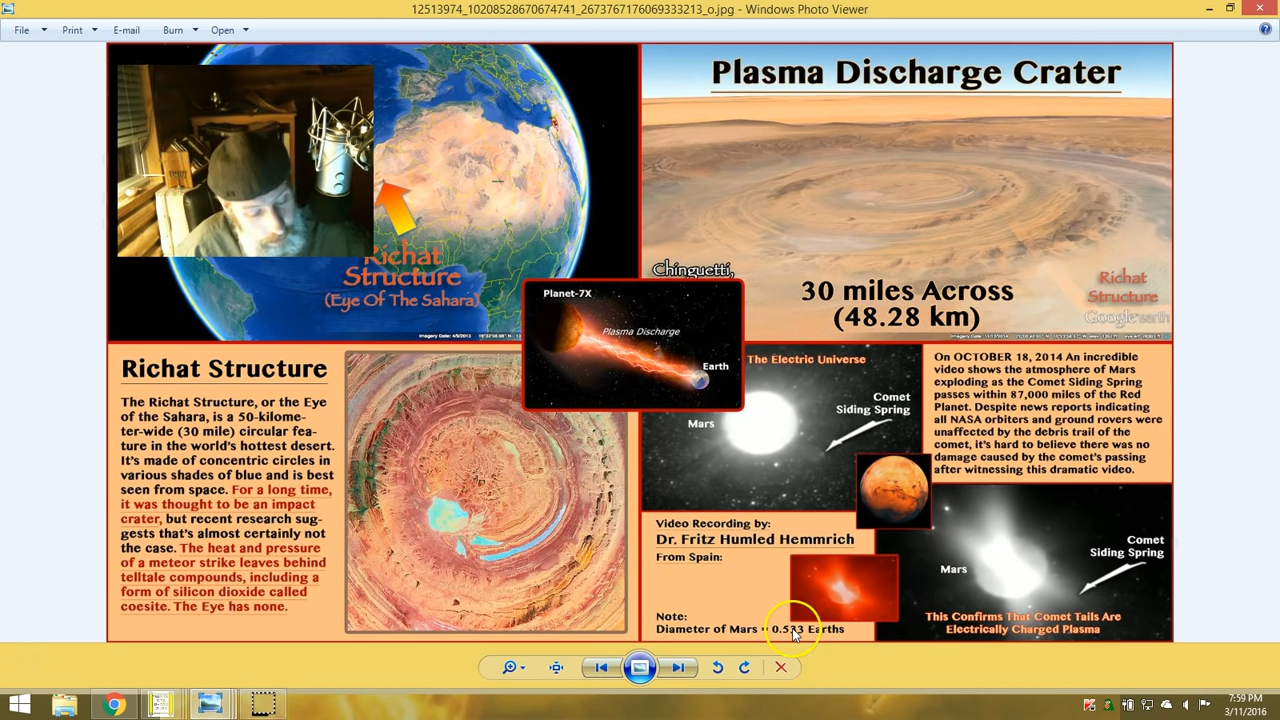 12513974_10208528670674741_2673767176069333213_o.jpg - Windows Photo Viewer
File Print E-mail Burn Open
Richat
Structure
(Eye Of The Sahara)
Plasma Discharge Crater
Chinguetti,
30 miles Across
(48.28 km)
Richat
Structure
Google earth
Planet-7X
Plasma Discharge
Earth
Richat Structure
The Richat Structure, or the Eye
of the Sahara, is a 50-kilome-
ter-wide (30 mile) circular fea-
ture in the world's hottest desert.
It's made of concentric circles in
various shades of blue and is best
seen from space. For a long time,
it was thought to be an impact
crater, but recent research sug-
gests that's almost certainly not
the case. The heat and pressure
of a meteor strike leaves behind
telltale compounds, including a
form of silicon dioxide called
coesite. The Eye has none.
The Electric Universe
Comet
Siding Spring
Mars
On OCTOBER 18, 2014 An incredible
video shows the atmosphere of Mars
exploding as the Comet Siding Spring
passes within 87,000 miles of the Red
Planet. Despite news reports indicating
all NASA orbiters and ground rovers were
unaffected by the debris trail of the
comet, it's hard to believe there was no
damage caused by the comet's passing
after witnessing this dramatic video.
Video Recording by:
Dr. Fritz Humled Hemmrich
From Spain:
Note:
Diameter of Mars = 0.533 Earths
Comet
Siding Spring
Mars
This Confirms That Comet Tails Are
Electrically Charged Plasma
7:59 PM
3/11/2016